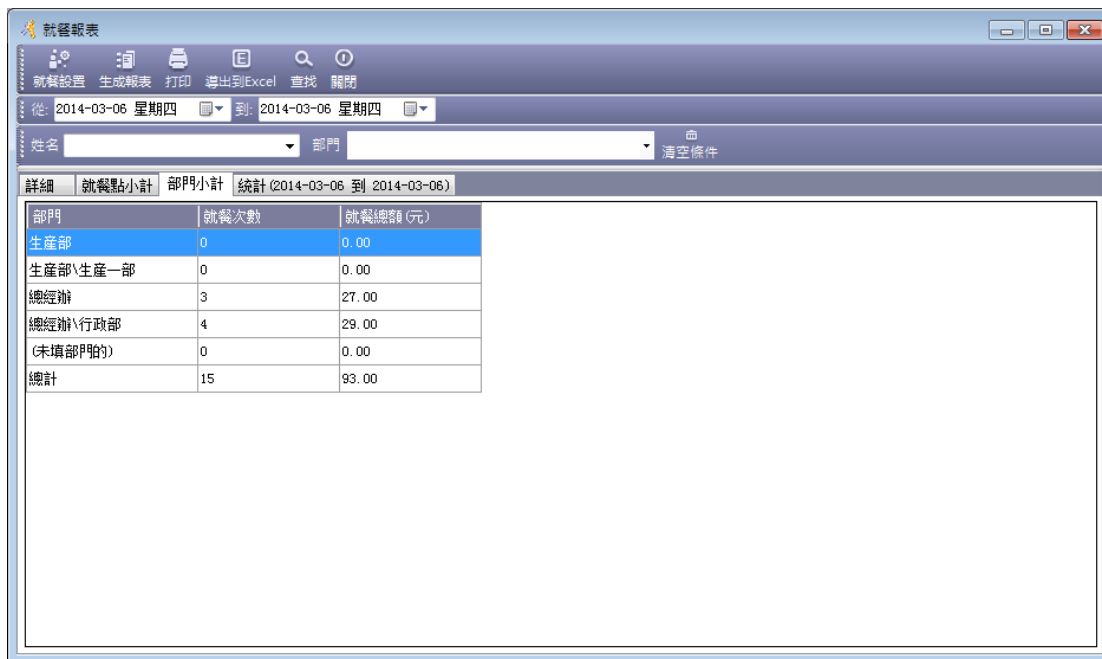 就餐報表
就餐設置 生成報表 打印 導出到Excel 查找 關閉
從: 2014-03-06 星期四 到: 2014-03-06 星期四
姓名 部門 清空條件
詳細 就餐點小計 部門小計 統計(2014-03-06 到 2014-03-06)
部門 就餐次數 就餐總額(元)
生産部 0 0.00
生産部\生産一部 0 0.00
總經辦 3 27.00
總經辦\行政部 4 29.00
(未填部門的) 0 0.00
總計 15 93.00